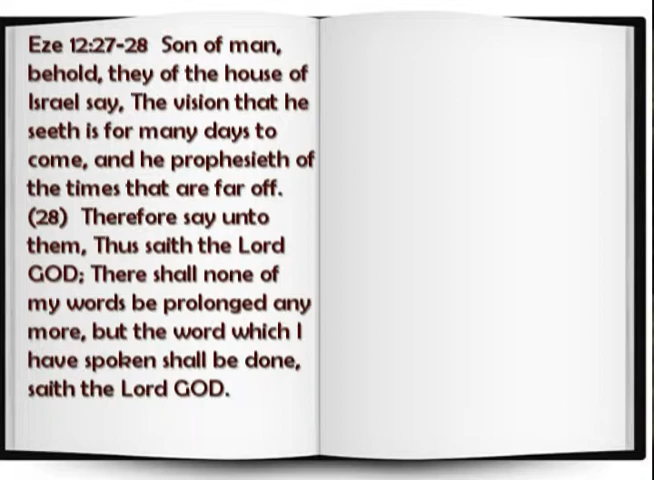 Eze 12:27-28 Son of man,
behold, they of the house of
Israel say, The vision that he
seeth is for many days to
come, and he prophesieth of
the times that are far off.
(28) Therefore say unto
them, Thus saith the Lord
GOD; There shall none of
my words be prolonged any
more, but the word which I
have spoken shall be done,
saith the Lord GOD.